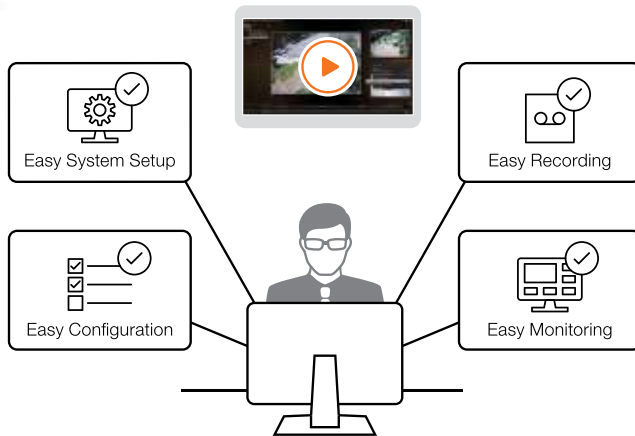 Easy System Setup
Easy Recording
Easy Configuration
Easy Monitoring